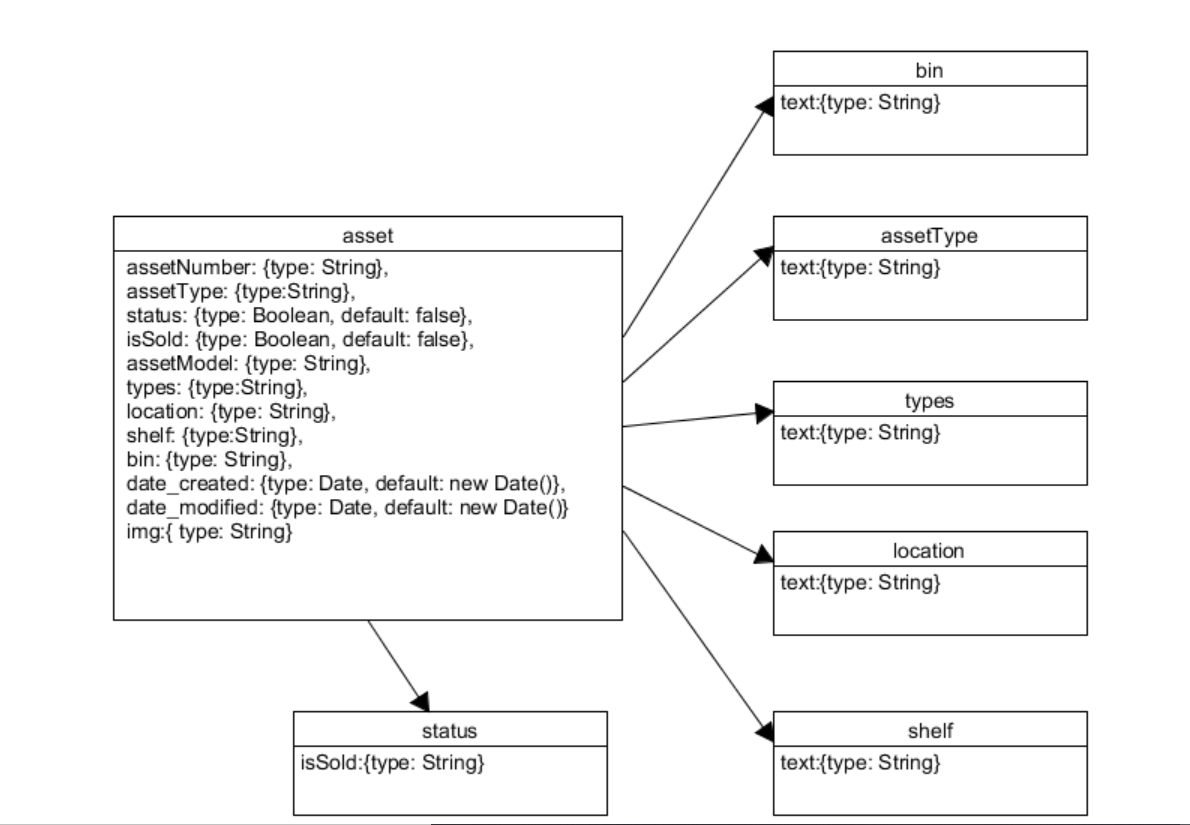 bin
text:{type: String}
asset
assetNumber: {type: String},
assetType: {type:String},
status: {type: Boolean, default: false},
isSold: {type: Boolean, default: false},
assetModel: {type: String},
types: {type:String},
location: {type: String},
shelf: {type:String},
bin: {type: String},
date_created: {type: Date, default: new Date()},
date_modified: {type: Date, default: new Date()}
img:{ type: String}
assetType
text:{type: String}
types
text:{type: String}
location
text:{type: String}
status
isSold:{type: String}
shelf
text:{type: String}